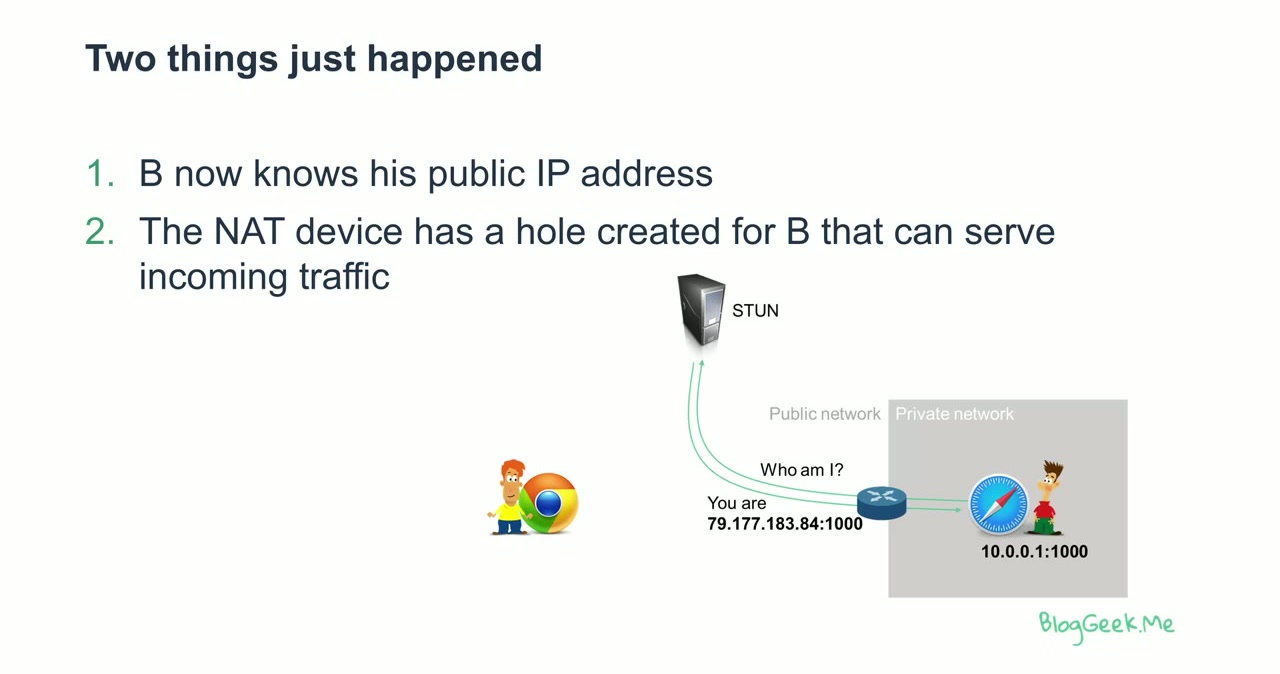 Two things just happened
1. B now knows his public IP address
2. The NAT device has a hole created for B that can serve
incoming traffic
STUN
Public network
Private network
Who am I?
You are
79.177.183.84:1000
10.0.0.1:1000
BlogGeek.Me